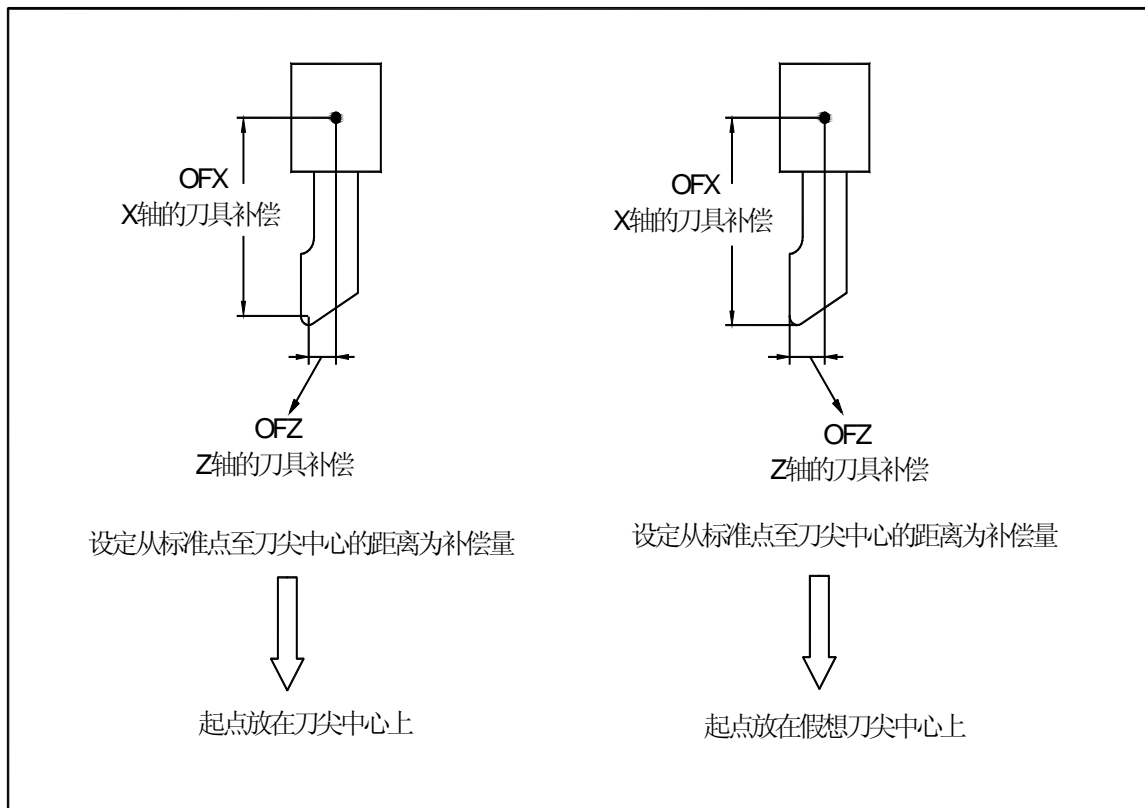 OFX
X轴的刀具补偿
OFZ
Z轴的刀具补偿
设定从标准点至刀尖中心的距离为补偿量
起点放在刀尖中心上
OFX
X轴的刀具补偿
OFZ
Z轴的刀具补偿
设定从标准点至刀尖中心的距离为补偿量
起点放在假想刀尖中心上